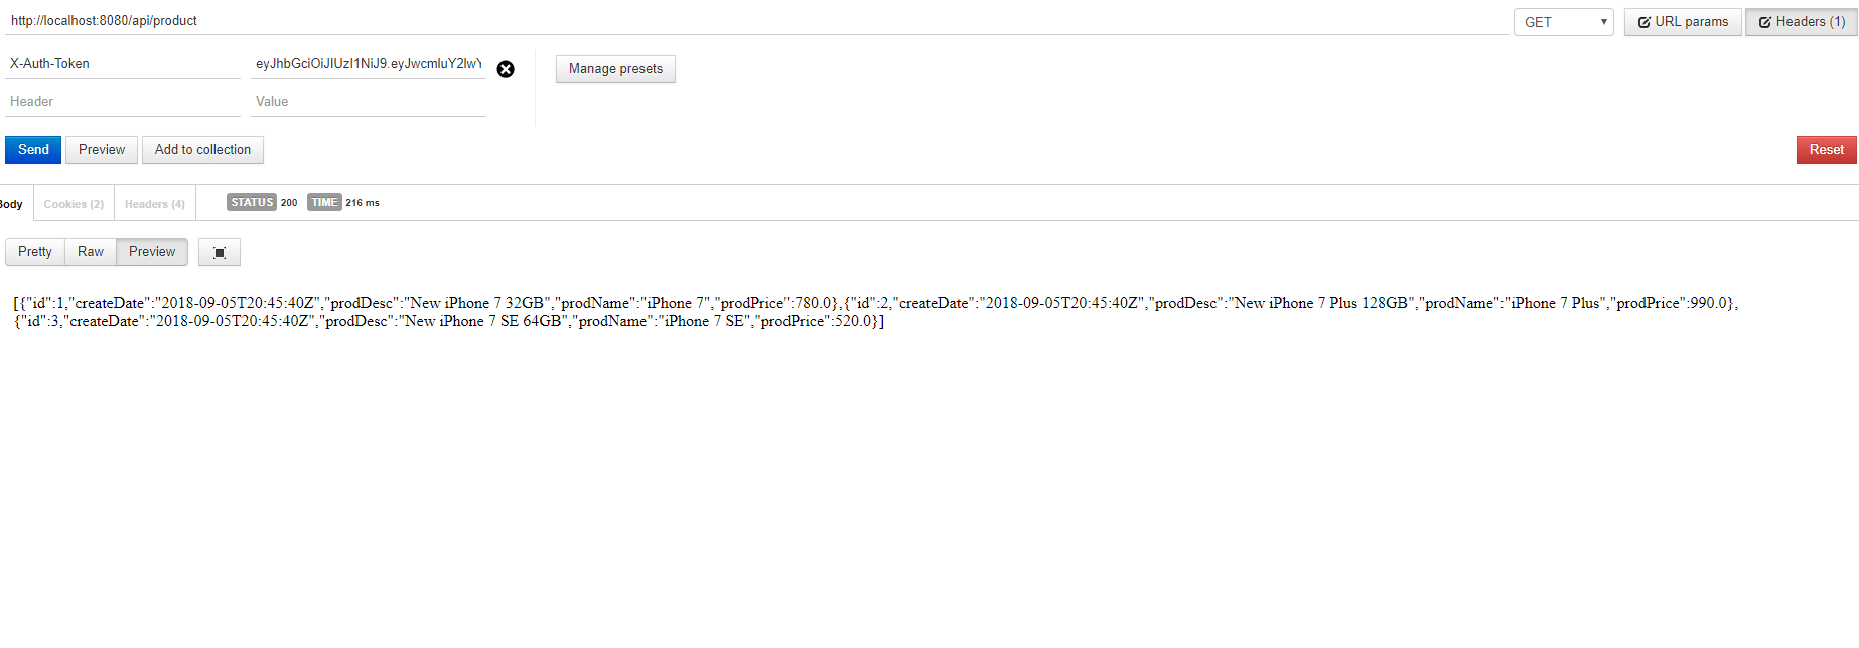 http://localhost:8080/api/product
GET
URL params
Headers (1)
X-Auth-Token
eyJhbGciOiJIUzI1NiJ9.eyJwcmluY2lwY
Manage presets
Header
Value
Send
Preview
Add to collection
Reset
Body
Cookies (2)
Headers (4)
STATUS 200
TIME 216 ms
Pretty
Raw
Preview
[{"id":1,"createDate":"2018-09-05T20:45:40Z","prodDesc":"New iPhone 7 32GB","prodName":"iPhone 7","prodPrice":780.0},{"id":2,"createDate":"2018-09-05T20:45:40Z","prodDesc":"New iPhone 7 Plus 128GB","prodName":"iPhone 7 Plus","prodPrice":990.0},
{"id":3,"createDate":"2018-09-05T20:45:40Z","prodDesc":"New iPhone 7 SE 64GB","prodName":"iPhone 7 SE","prodPrice":520.0}]